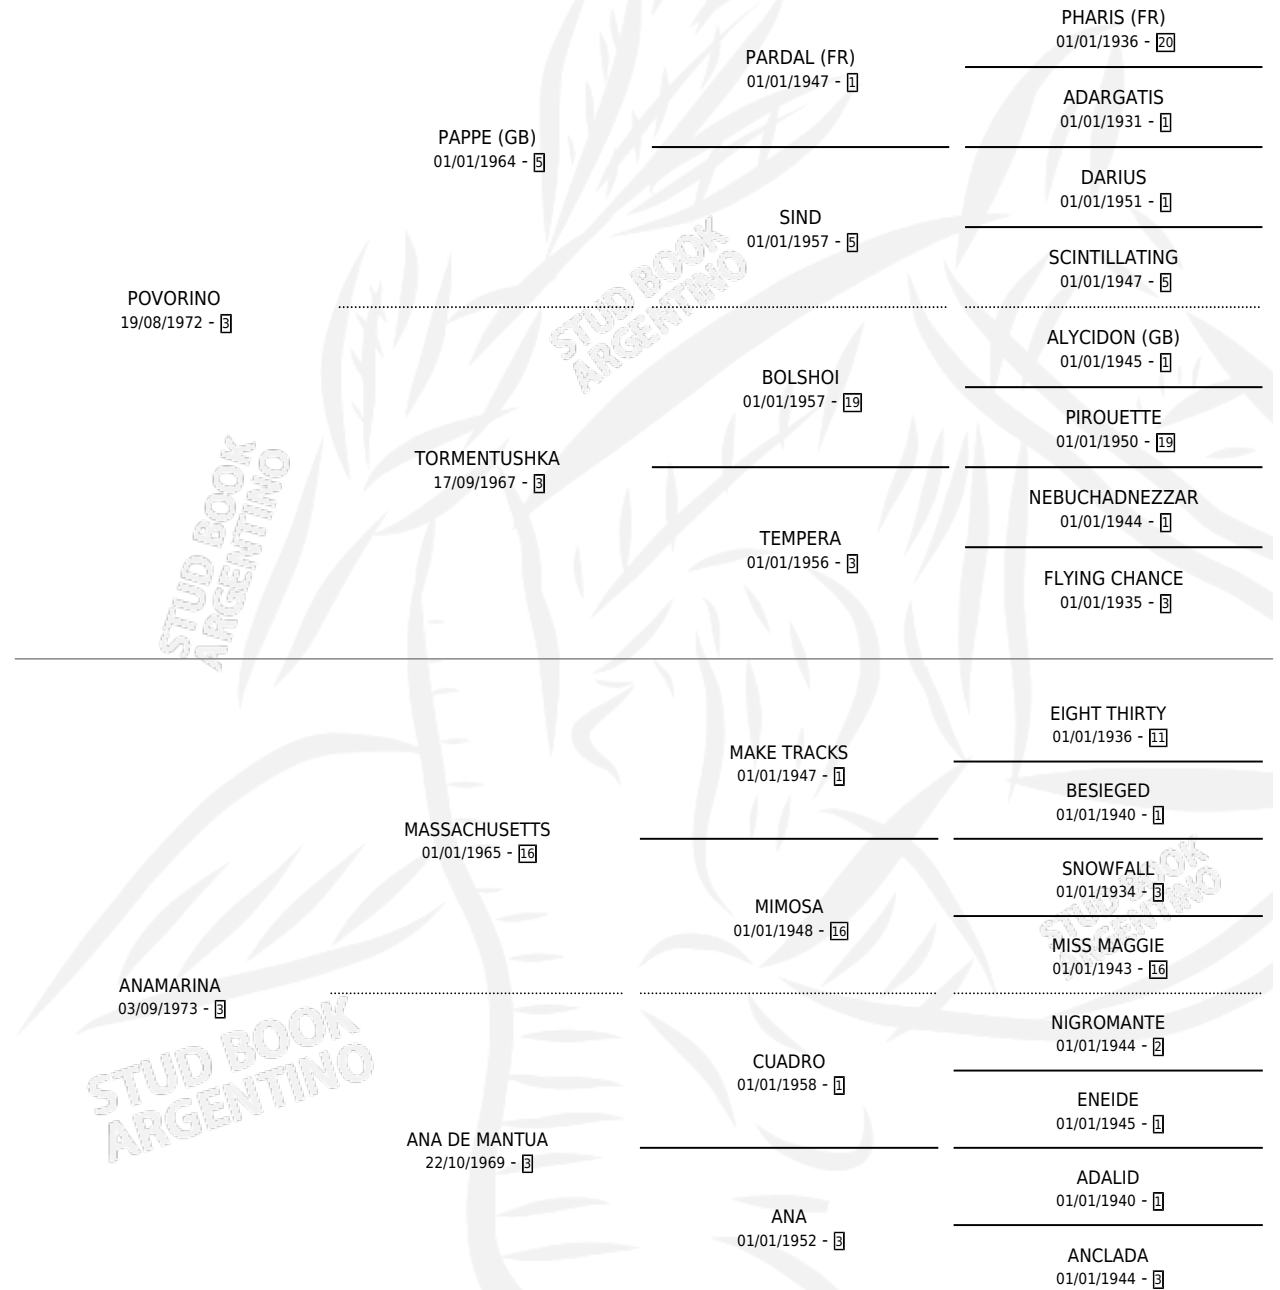 PHARIS (FR)
01/01/1936 - 20
PARDAL (FR)
01/01/1947 - 1
ADARGATIS
01/01/1931 - 1
PAPPE (GB)
01/01/1964 - 5
DARIUS
01/01/1951 - 1
SIND
01/01/1957 - 5
SCINTILLATING
01/01/1947 - 5
POVORINO
19/08/1972 - 3
ALYCIDON (GB)
01/01/1945 - 1
BOLSHOI
01/01/1957 - 19
PIROUETTE
01/01/1950 - 19
TORMENTUSHKA
17/09/1967 - 3
NEBUCHADNEZZAR
01/01/1944 - 1
TEMPERA
01/01/1956 - 3
FLYING CHANCE
01/01/1935 - 3
EIGHT THIRTY
01/01/1936 - 11
MAKE TRACKS
01/01/1947 - 1
BESIEGED
01/01/1940 - 1
MASSACHUSETTS
01/01/1965 - 16
SNOWFALL
01/01/1934 - 3
MIMOSA
01/01/1948 - 16
MISS MAGGIE
01/01/1943 - 16
ANAMARINA
03/09/1973 - 3
NIGROMANTE
01/01/1944 - 2
CUADRO
01/01/1958 - 1
ENEIDE
01/01/1945 - 1
ANA DE MANTUA
22/10/1969 - 3
ADALID
01/01/1940 - 1
ANA
01/01/1952 - 3
ANCLADA
01/01/1944 - 3
STUD BOOK
ARGENTINO
STUD BOOK
ARGENTINO
STUD BOOK
ARGENTINO
STUD BOOK
ARGENTINO